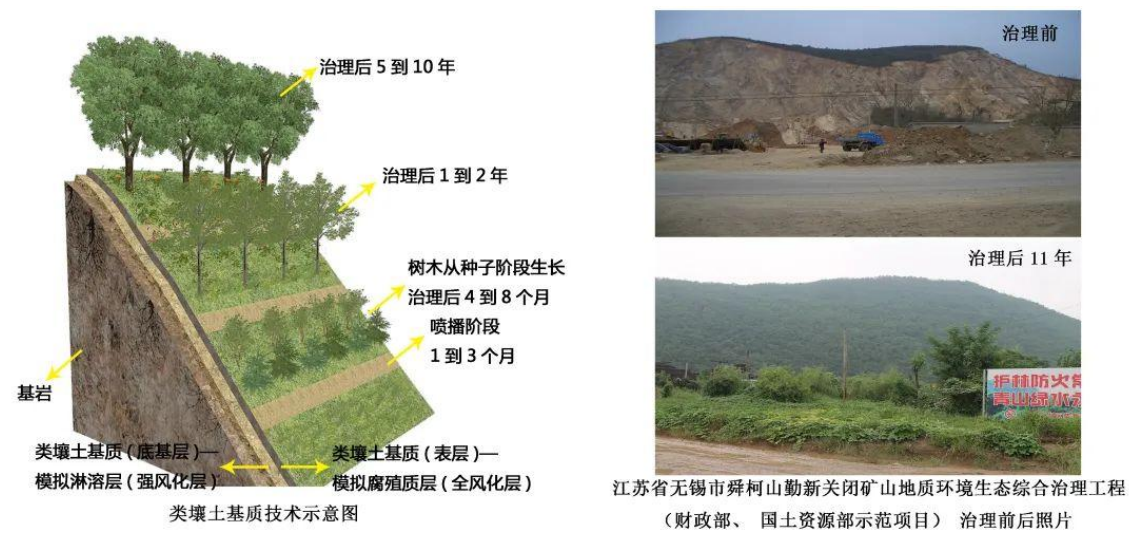 治理后 5 到 10 年
治理后 1 到 2 年
树木从种子阶段生长
治理后 4 到 8 个月
喷播阶段
1 到 3 个月
基岩
类壤土基质（底基层）—
模拟淋溶层（强风化层）
类壤土基质（表层）—
模拟腐殖质层（全风化层）
类壤土基质技术示意图
治理前
治理后 11 年
护林防火
青山绿水
江苏省无锡市舜柯山勤新关闭矿山地质环境生态综合治理工程
（财政部、 国土资源部示范项目） 治理前后照片